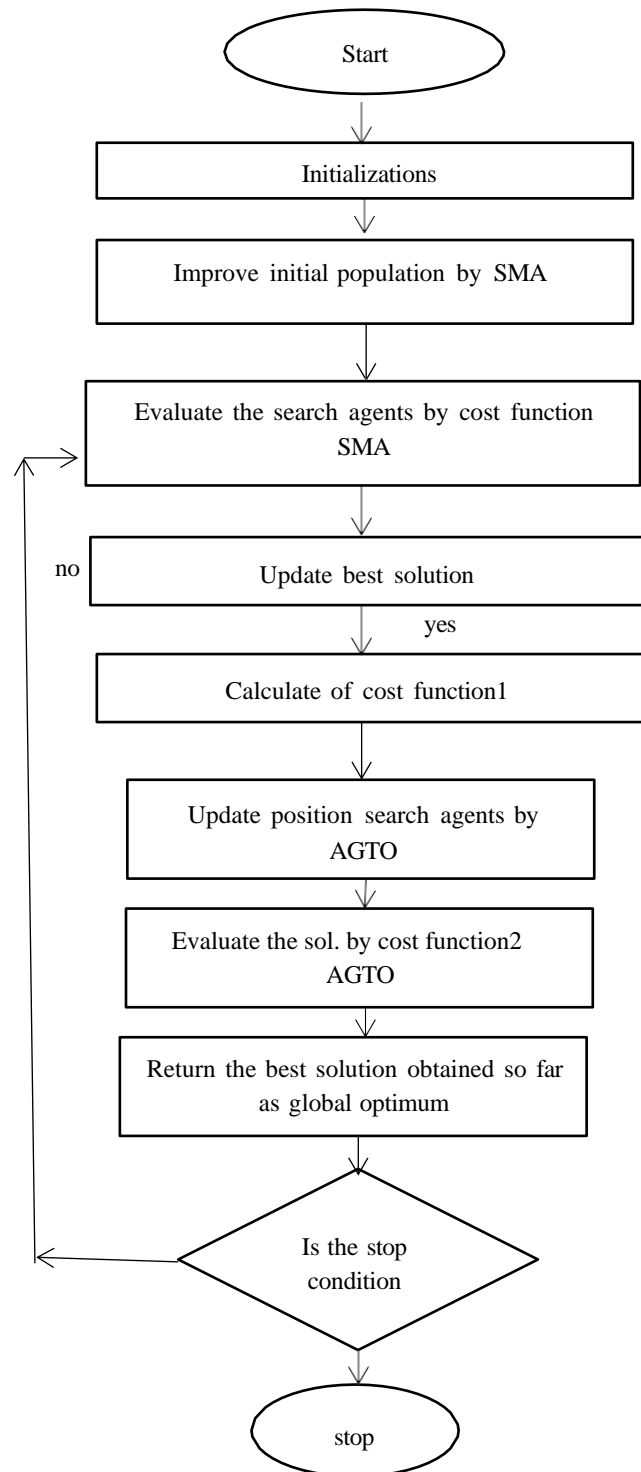 Start
Initializations
Improve initial population by SMA
Evaluate the search agents by cost function
SMA
no
Update best solution
yes
Calculate of cost function1
Update position search agents by
AGTO
Evaluate the sol. by cost function2
AGTO
Return the best solution obtained so far
as global optimum
Is the stop
condition
stop